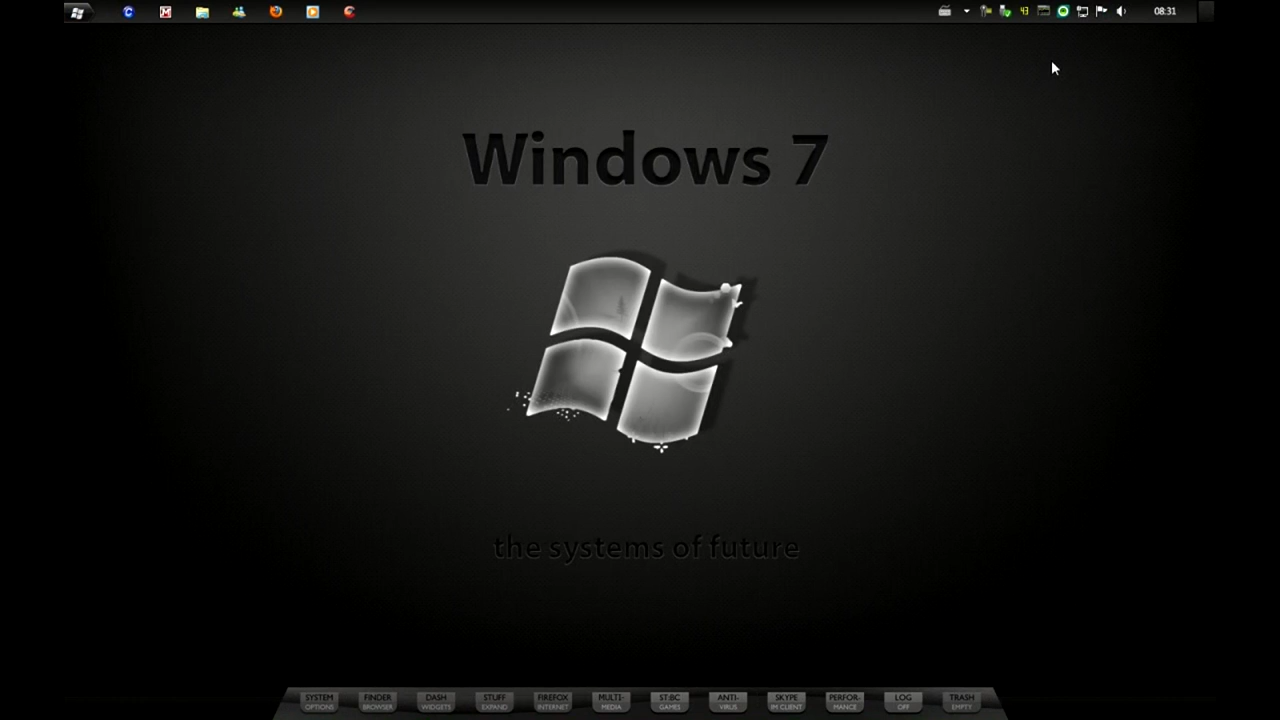 43
08:31
Windows 7
the systems of future
SYSTEM OPTIONS
FINDER BROWSER
DASH WIDGETS
STUFF EXPAND
FIREFOX INTERNET
MULTI-MEDIA
ST:BC GAMES
ANTI-VIRUS
SKYPE IM CLIENT
PERFOR-MANCE
LOG OFF
TRASH EMPTY